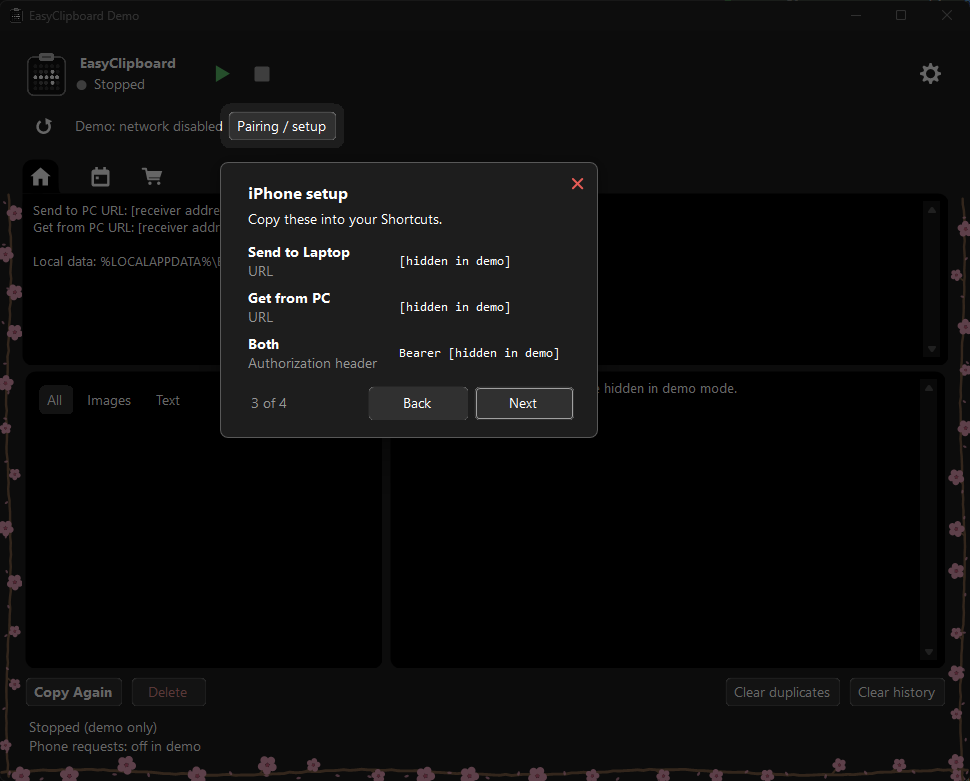 EasyClipboard Demo
EasyClipboard
Stopped
Demo: network disabled
Pairing / setup
Send to PC URL: [receiver addre
Get from PC URL: [receiver addr
Local data: %LOCALAPPDATA%\
iPhone setup
Copy these into your Shortcuts.
Send to Laptop
URL
[hidden in demo]
Get from PC
URL
[hidden in demo]
Both
Authorization header
Bearer [hidden in demo]
3 of 4
Back
Next
All
Images
Text
hidden in demo mode.
Copy Again
Delete
Clear duplicates
Clear history
Stopped (demo only)
Phone requests: off in demo